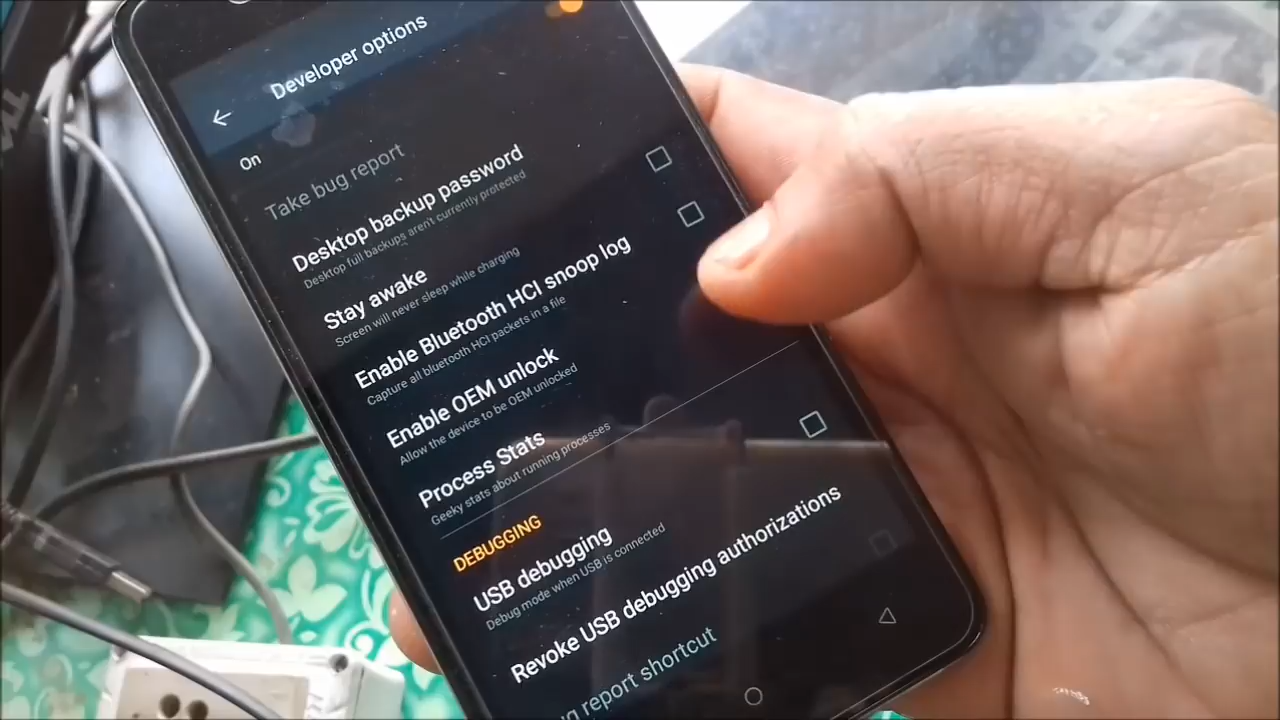 Developer options
On
Take bug report
Desktop backup password
Desktop full backups aren't currently protected
Stay awake
Screen will never sleep while charging
Enable Bluetooth HCI snoop log
Capture all bluetooth HCI packets in a file
Enable OEM unlock
Allow the device to be OEM unlocked
Process Stats
Geeky stats about running processes
DEBUGGING
USB debugging
Debug mode when USB is connected
Revoke USB debugging authorizations
ug report shortcut